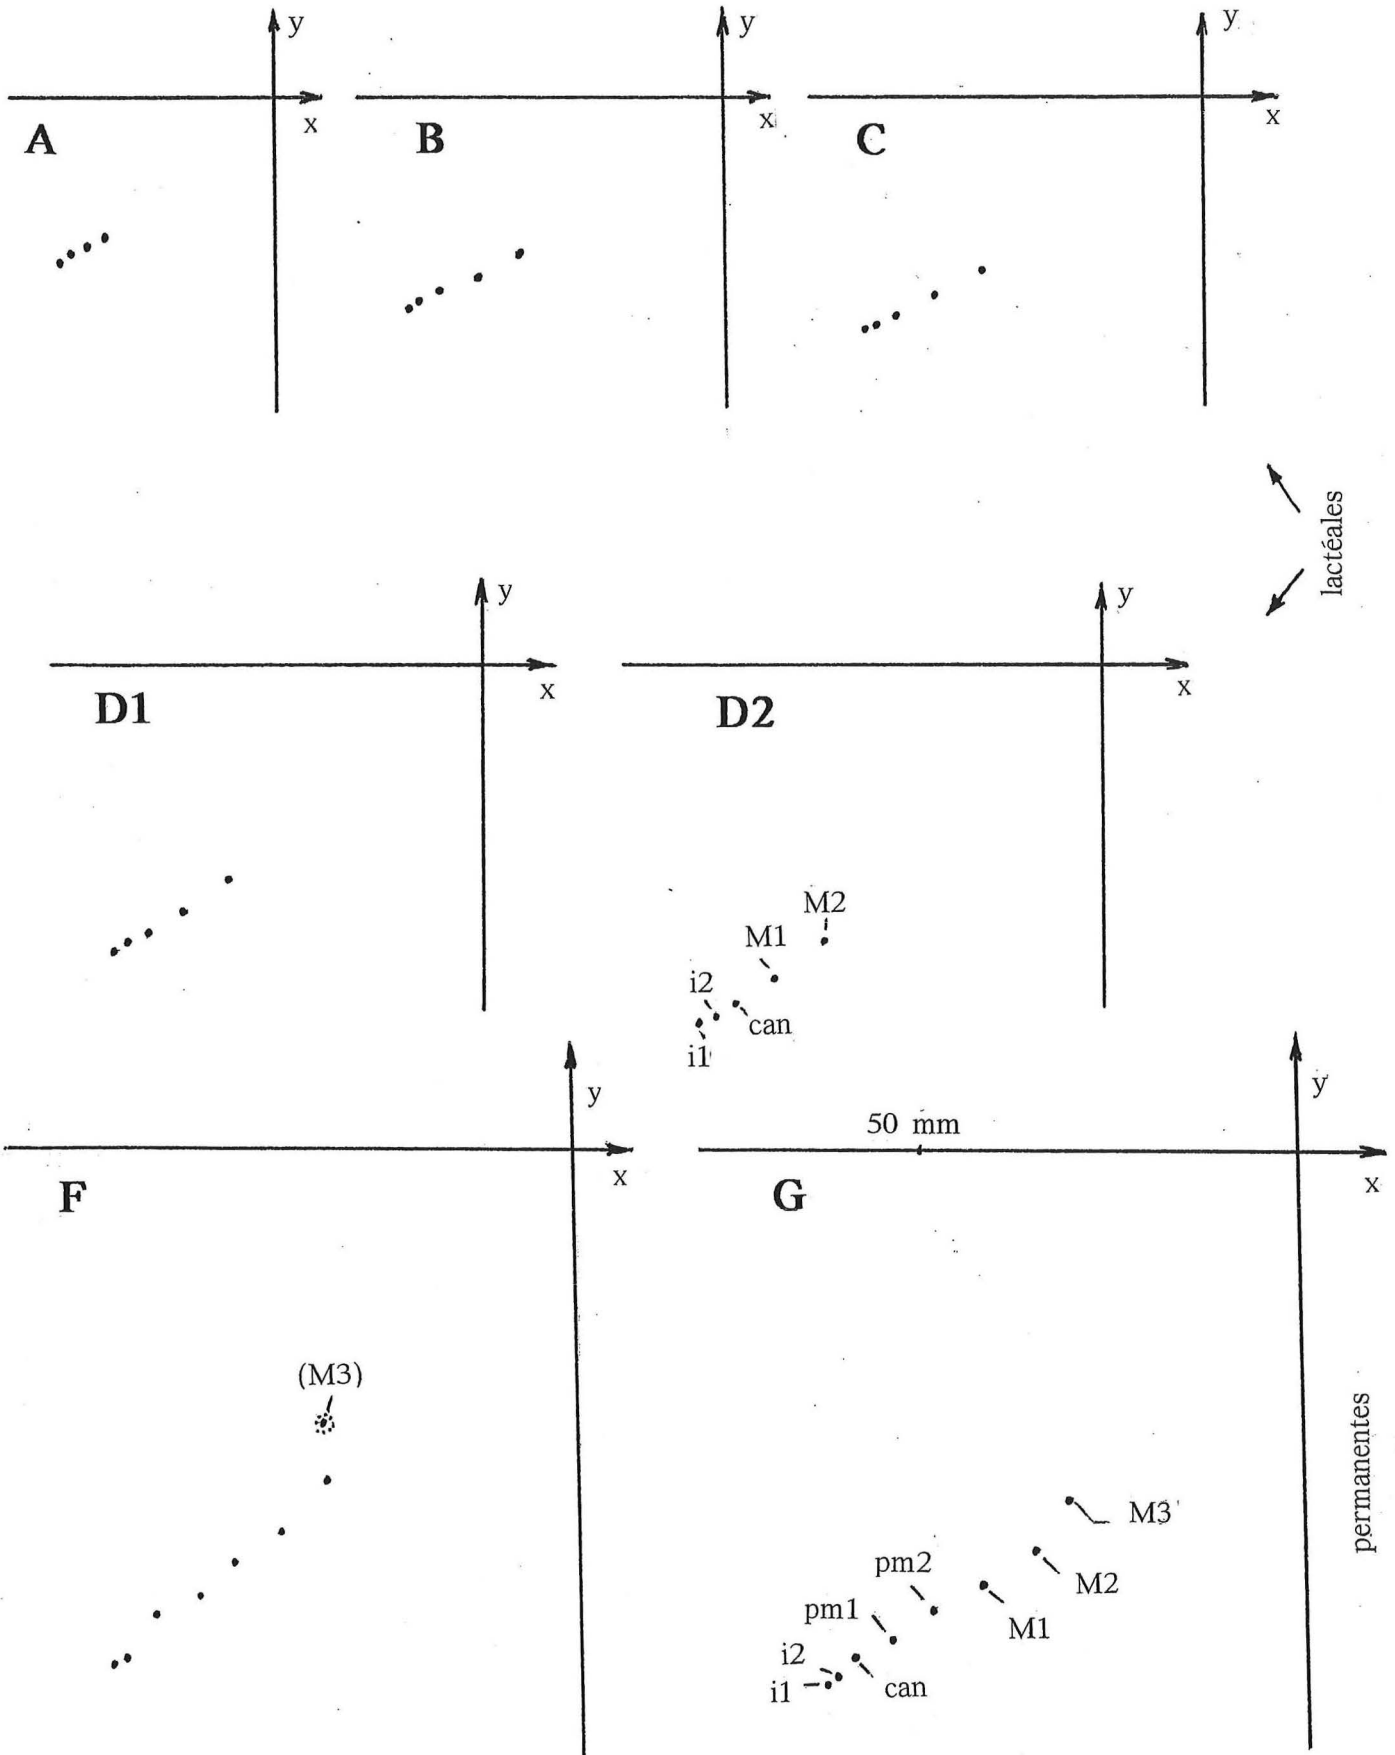 y
x
A
y
x
B
y
x
C
lactéales
y
x
D1
y
x
D2
M2
M1
i2
can
i1
y
x
F
(M3)
50 mm
y
x
G
M3
M2
pm2
M1
pm1
i2
can
i1
permanentes